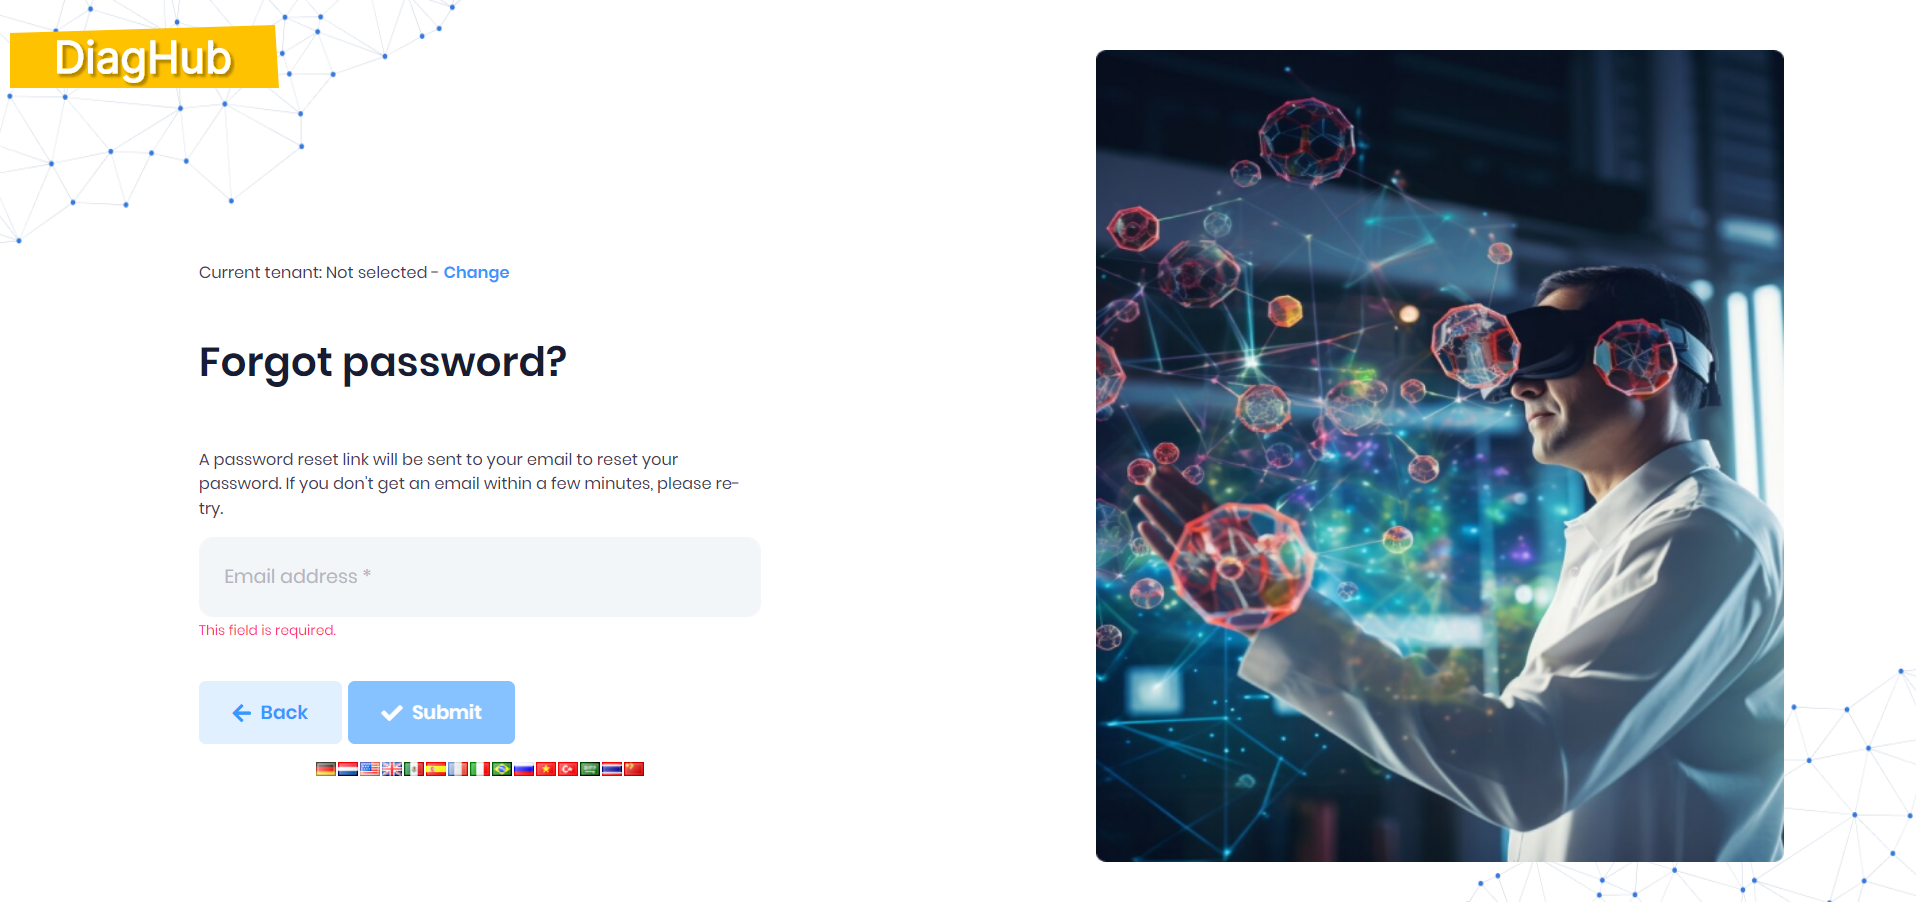 DiagHub
Current tenant: Not selected - Change
Forgot password?
A password reset link will be sent to your email to reset your
password. If you don't get an email within a few minutes, please re-
try.
Email address *
This field is required.
Back
Submit